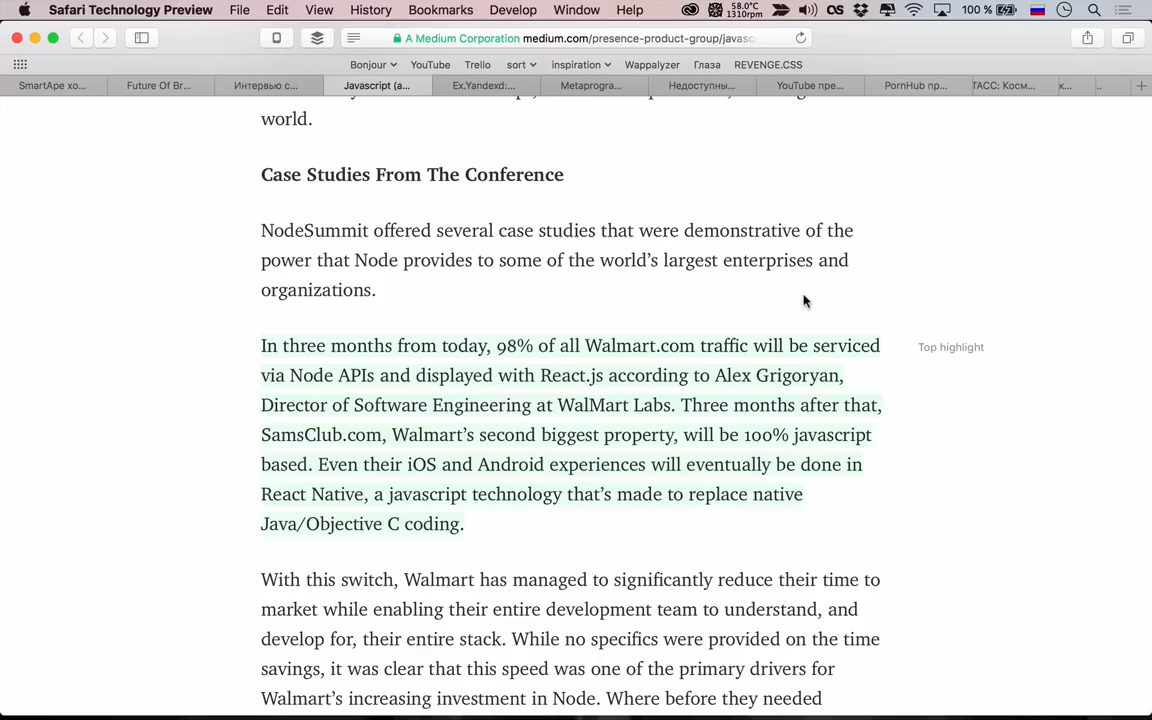 Safari Technology Preview File Edit View History Bookmarks Develop Window Help 58.0°C 1310rpm 100 %
A Medium Corporation medium.com/presence-product-group/javasc
Bonjour YouTube Trello sort inspiration Wappalyzer Глаза REVENGE.CSS
SmartApe хо... Future Of Br... Интервью с... Javascript (a... Ex.Yandexd:... Metaprogra... Недоступны... YouTube пре... PornHub пр... ТАСС: Косм... к... ..
world.
Case Studies From The Conference
NodeSummit offered several case studies that were demonstrative of the
power that Node provides to some of the world's largest enterprises and
organizations.
In three months from today, 98% of all Walmart.com traffic will be serviced
Top highlight
via Node APIs and displayed with React.js according to Alex Grigoryan,
Director of Software Engineering at WalMart Labs. Three months after that,
SamsClub.com, Walmart's second biggest property, will be 100% javascript
based. Even their iOS and Android experiences will eventually be done in
React Native, a javascript technology that's made to replace native
Java/Objective C coding.
With this switch, Walmart has managed to significantly reduce their time to
market while enabling their entire development team to understand, and
develop for, their entire stack. While no specifics were provided on the time
savings, it was clear that this speed was one of the primary drivers for
Walmart's increasing investment in Node. Where before they needed